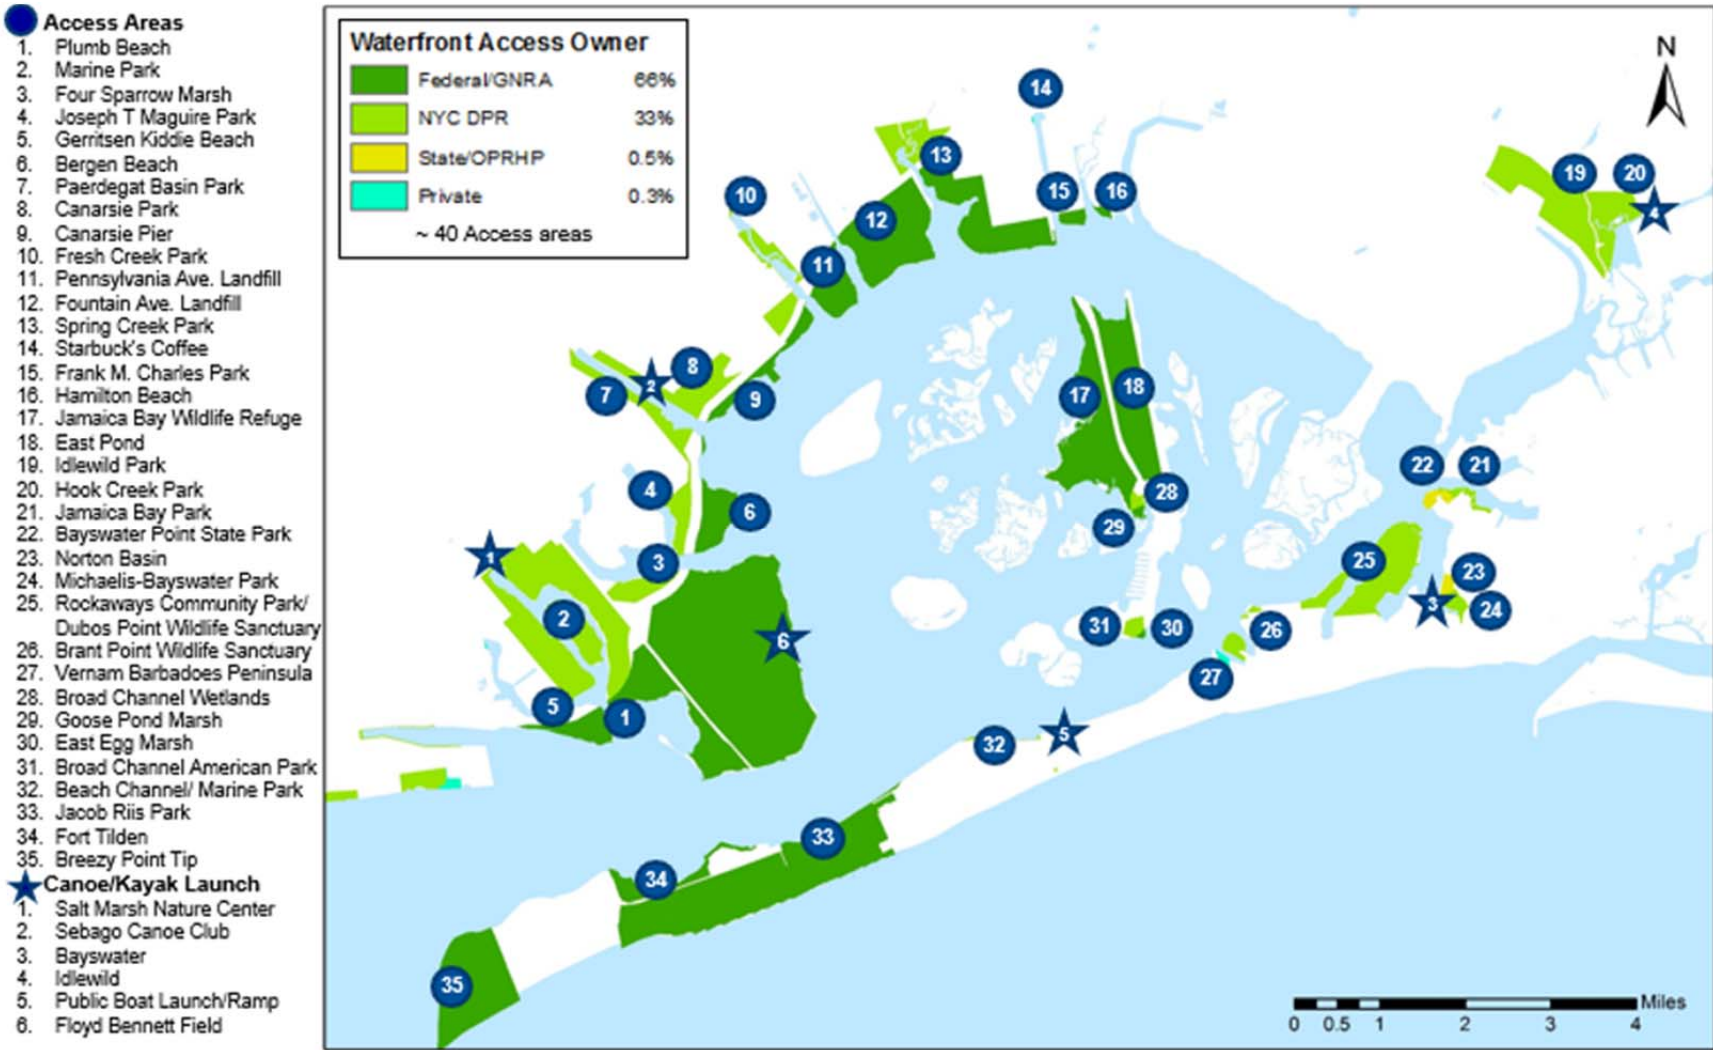 Access Areas
1. Plumb Beach
2. Marine Park
3. Four Sparrow Marsh
4. Joseph T Maguire Park
5. Gerritsen Kiddie Beach
6. Bergen Beach
7. Paerdegat Basin Park
8. Canarsie Park
9. Canarsie Pier
10. Fresh Creek Park
11. Pennsylvania Ave. Landfill
12. Fountain Ave. Landfill
13. Spring Creek Park
14. Starbuck's Coffee
15. Frank M. Charles Park
16. Hamilton Beach
17. Jamaica Bay Wildlife Refuge
18. East Pond
19. Idlewild Park
20. Hook Creek Park
21. Jamaica Bay Park
22. Bayswater Point State Park
23. Norton Basin
24. Michaelis-Bayswater Park
25. Rockaways Community Park/
Dubos Point Wildlife Sanctuary
26. Brant Point Wildlife Sanctuary
27. Vernam Barbadoes Peninsula
28. Broad Channel Wetlands
29. Goose Pond Marsh
30. East Egg Marsh
31. Broad Channel American Park
32. Beach Channel/ Marine Park
33. Jacob Riis Park
34. Fort Tilden
35. Breezy Point Tip
Canoe/Kayak Launch
1. Salt Marsh Nature Center
2. Sebago Canoe Club
3. Bayswater
4. Idlewild
5. Public Boat Launch/Ramp
6. Floyd Bennett Field
Waterfront Access Owner
Federal/GNRA 66%
NYC DPR 33%
State/OPRHP 0.5%
Private 0.3%
~ 40 Access areas
N
14
13
10
15
16
12
11
19
20
4
8
2
7
9
17
18
4
6
28
29
22
21
1
3
2
25
23
3
24
6
31
30
26
27
5
1
32
5
33
34
35
Miles
0 0.5 1 2 3 4